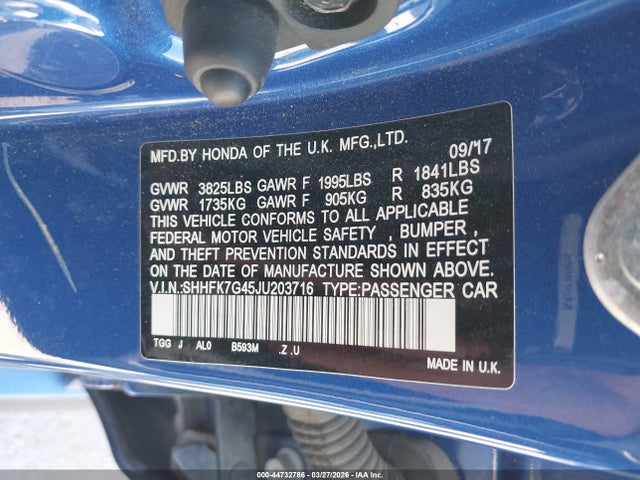 MFD.BY HONDA OF THE U.K. MFG.,LTD. 09/17
GVWR 3825LBS GAWR F 1995LBS R 1841LBS
GVWR 1735KG GAWR F 905KG R 835KG
THIS VEHICLE CONFORMS TO ALL APPLICABLE
FEDERAL MOTOR VEHICLE SAFETY , BUMPER ,
AND THEFT PREVENTION STANDARDS IN EFFECT
ON THE DATE OF MANUFACTURE SHOWN ABOVE.
V.I.N.:SHHFK7G45JU203716 TYPE:PASSENGER CAR
TGG J AL0 B593M .Z.U
MADE IN U.K.
000-44732786 - 03/27/2026 - IAA Inc.